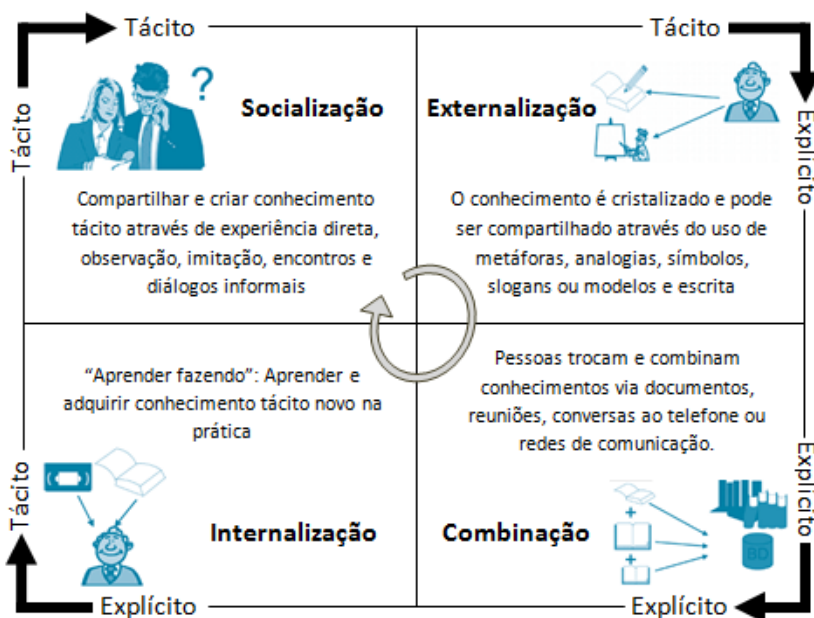 Tácito
Tácito
Tácito
?
Socialização
Externalização
Explícito
Compartilhar e criar conhecimento
tácito através de experiência direta,
observação, imitação, encontros e
diálogos informais
O conhecimento é cristalizado e pode
ser compartilhado através do uso de
metáforas, analogias, símbolos,
slogans ou modelos e escrita
“Aprender fazendo”: Aprender e
adquirir conhecimento tácito novo na
prática
Pessoas trocam e combinam
conhecimentos via documentos,
reuniões, conversas ao telefone ou
redes de comunicação.
Tácito
Internalização
Combinação
+
+
BD
Explícito
Explícito
Explícito